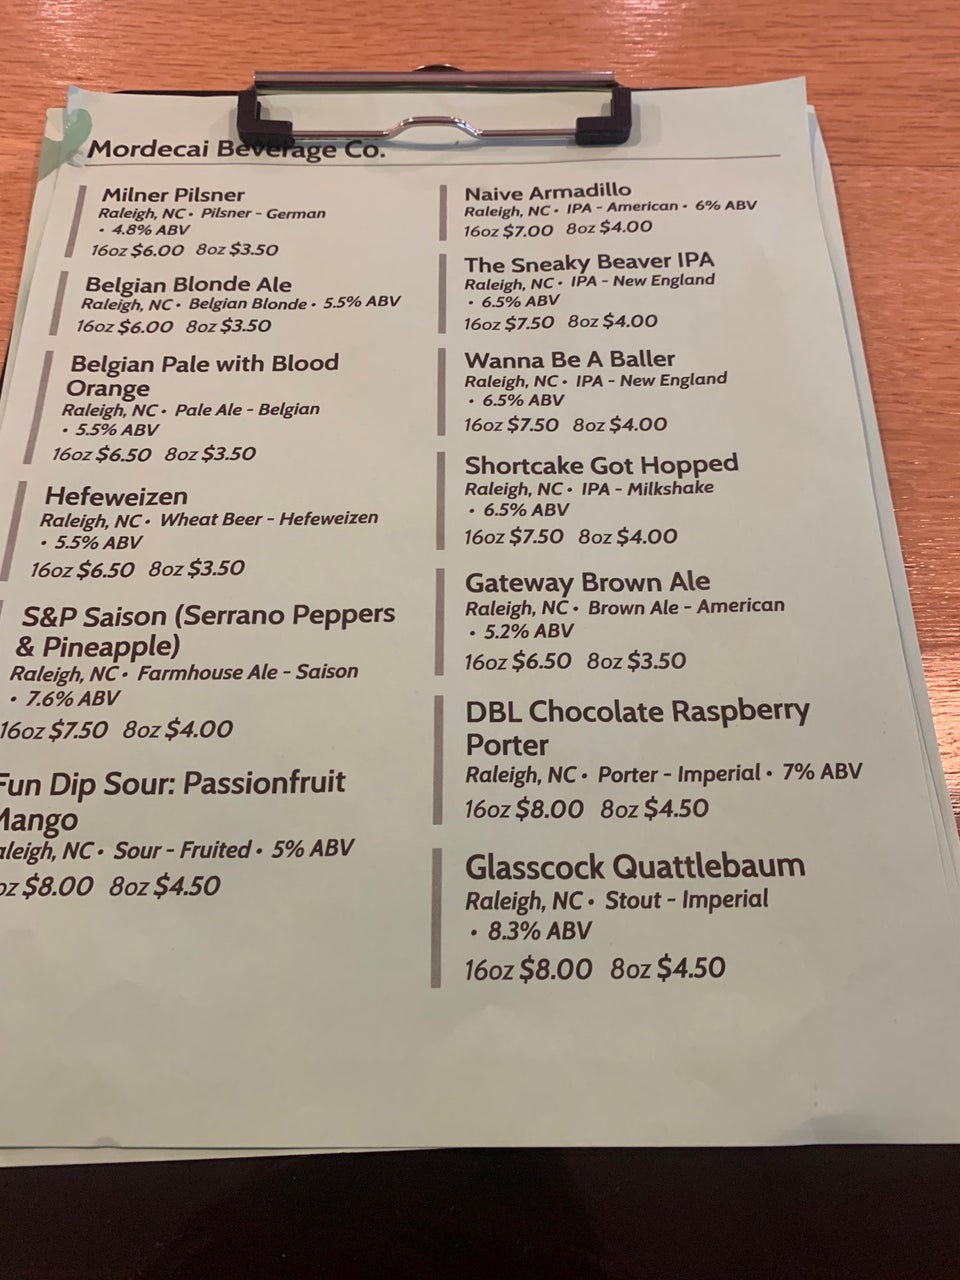 Mordecai Beverage Co.
Milner Pilsner
Raleigh, NC • Pilsner - German
• 4.8% ABV
16oz $6.00 8oz $3.50
Belgian Blonde Ale
Raleigh, NC • Belgian Blonde • 5.5% ABV
16oz $6.00 8oz $3.50
Belgian Pale with Blood
Orange
Raleigh, NC • Pale Ale - Belgian
• 5.5% ABV
16oz $6.50 8oz $3.50
Hefeweizen
Raleigh, NC • Wheat Beer - Hefeweizen
• 5.5% ABV
16oz $6.50 8oz $3.50
S&P Saison (Serrano Peppers
& Pineapple)
Raleigh, NC • Farmhouse Ale - Saison
• 7.6% ABV
16oz $7.50 8oz $4.00
Fun Dip Sour: Passionfruit
Mango
aleigh, NC • Sour - Fruited • 5% ABV
oz $8.00 8oz $4.50
Naive Armadillo
Raleigh, NC • IPA - American • 6% ABV
16oz $7.00 8oz $4.00
The Sneaky Beaver IPA
Raleigh, NC • IPA - New England
• 6.5% ABV
16oz $7.50 8oz $4.00
Wanna Be A Baller
Raleigh, NC • IPA - New England
• 6.5% ABV
16oz $7.50 8oz $4.00
Shortcake Got Hopped
Raleigh, NC • IPA - Milkshake
• 6.5% ABV
16oz $7.50 8oz $4.00
Gateway Brown Ale
Raleigh, NC • Brown Ale - American
• 5.2% ABV
16oz $6.50 8oz $3.50
DBL Chocolate Raspberry
Porter
Raleigh, NC • Porter - Imperial • 7% ABV
16oz $8.00 8oz $4.50
Glasscock Quattlebaum
Raleigh, NC • Stout - Imperial
• 8.3% ABV
16oz $8.00 8oz $4.50